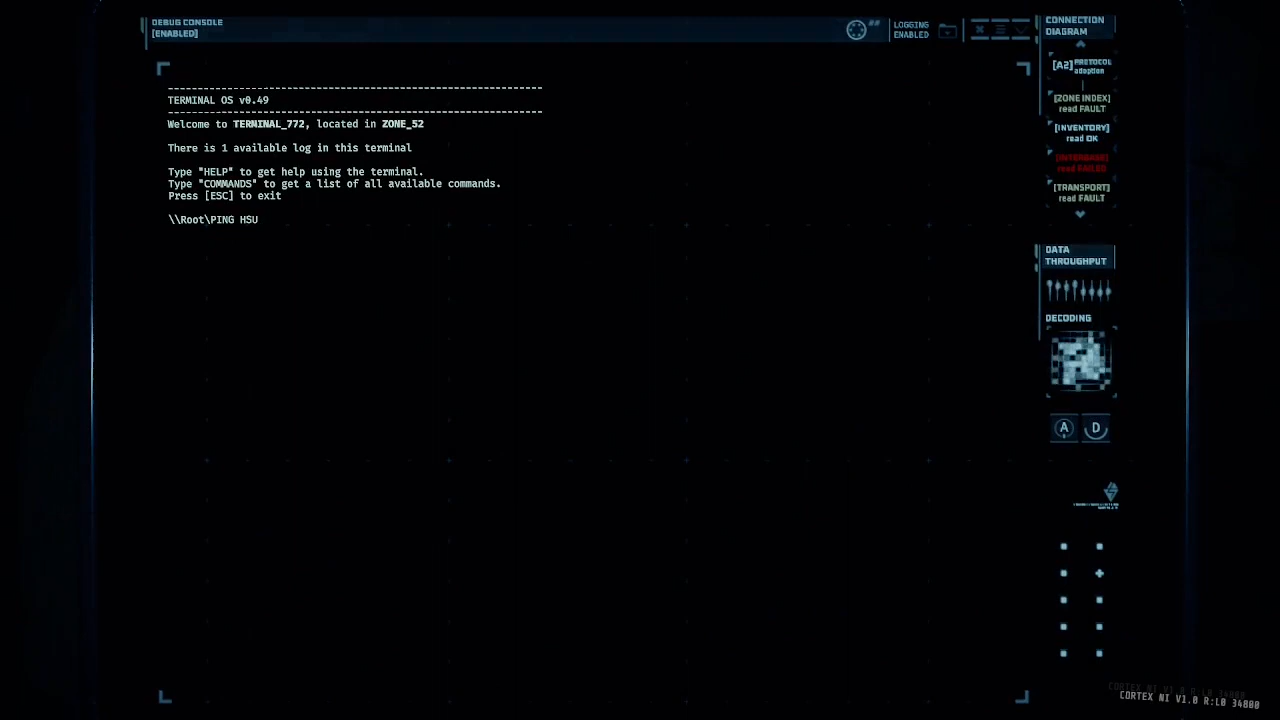 DEBUG CONSOLE
[ENABLED]
LOGGING
ENABLED
--------------------------------------------------------------
TERMINAL OS v0.49
--------------------------------------------------------------
Welcome to TERMINAL_772, located in ZONE_52
There is 1 available log in this terminal
Type "HELP" to get help using the terminal.
Type "COMMANDS" to get a list of all available commands.
Press [ESC] to exit
\\Root\PING HSU
CONNECTION
DIAGRAM
[A2] PROTOCOL
adaption
[ZONE INDEX]
read FAULT
[INVENTORY]
read OK
read FAILED
[TRANSPORT]
read FAULT
DATA
THROUGHPUT
DECODING
A D
CORTEX NI V1.0 R:L0 34800